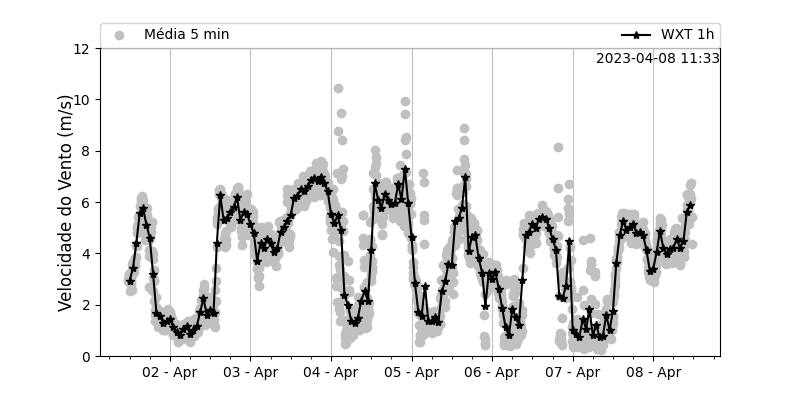 Média 5 min
WXT 1h
2023-04-08 11:33
Velocidade do Vento (m/s)
12
10
8
6
4
2
0
02 - Apr
03 - Apr
04 - Apr
05 - Apr
06 - Apr
07 - Apr
08 - Apr